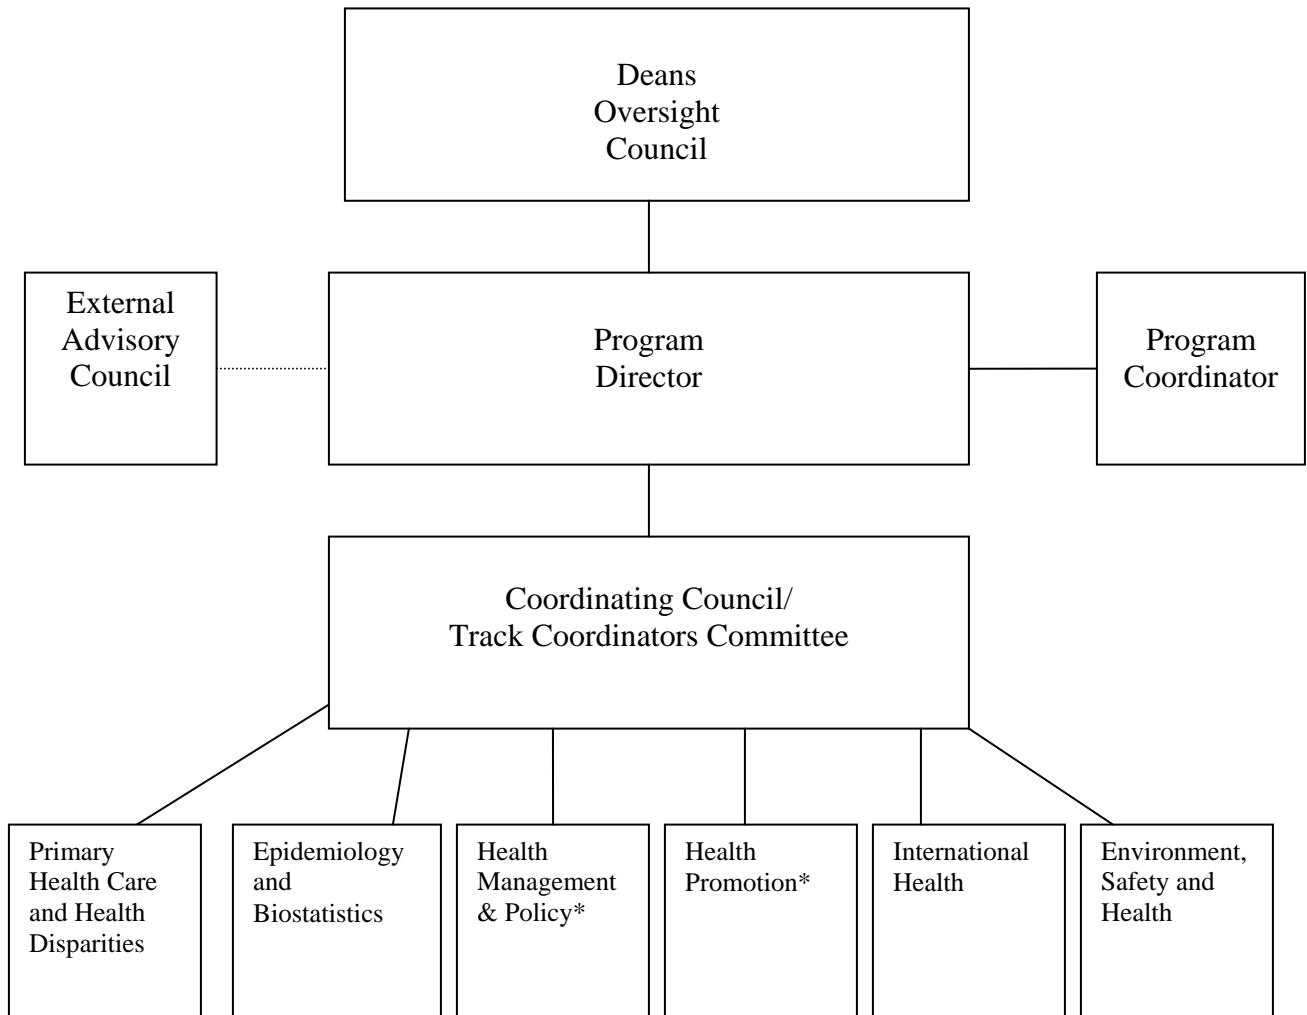 Deans
Oversight
Council
External
Advisory
Council
Program
Director
Program
Coordinator
Coordinating Council/
Track Coordinators Committee
Primary
Health Care
and Health
Disparities
Epidemiology
and
Biostatistics
Health
Management
& Policy*
Health
Promotion*
International
Health
Environment,
Safety and
Health